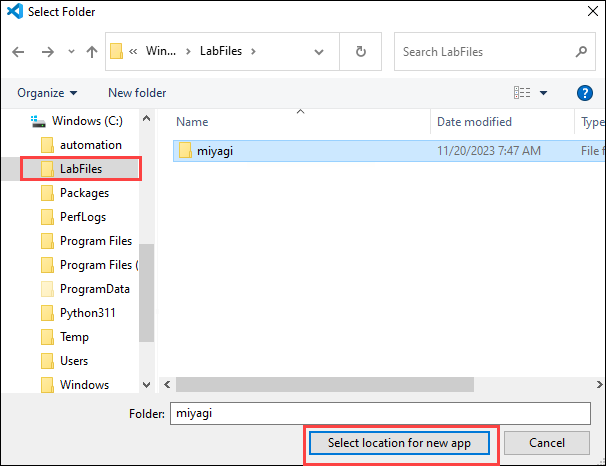 Select Folder
« Win... > LabFiles >
Search LabFiles
Organize
New folder
?
Windows (C:)
automation
LabFiles
Packages
PerfLogs
Program Files
Program Files (
ProgramData
Python311
Temp
Users
Windows
Name Date modified Type
miyagi 11/20/2023 7:47 AM File f
Folder: miyagi
Select location for new app
Cancel